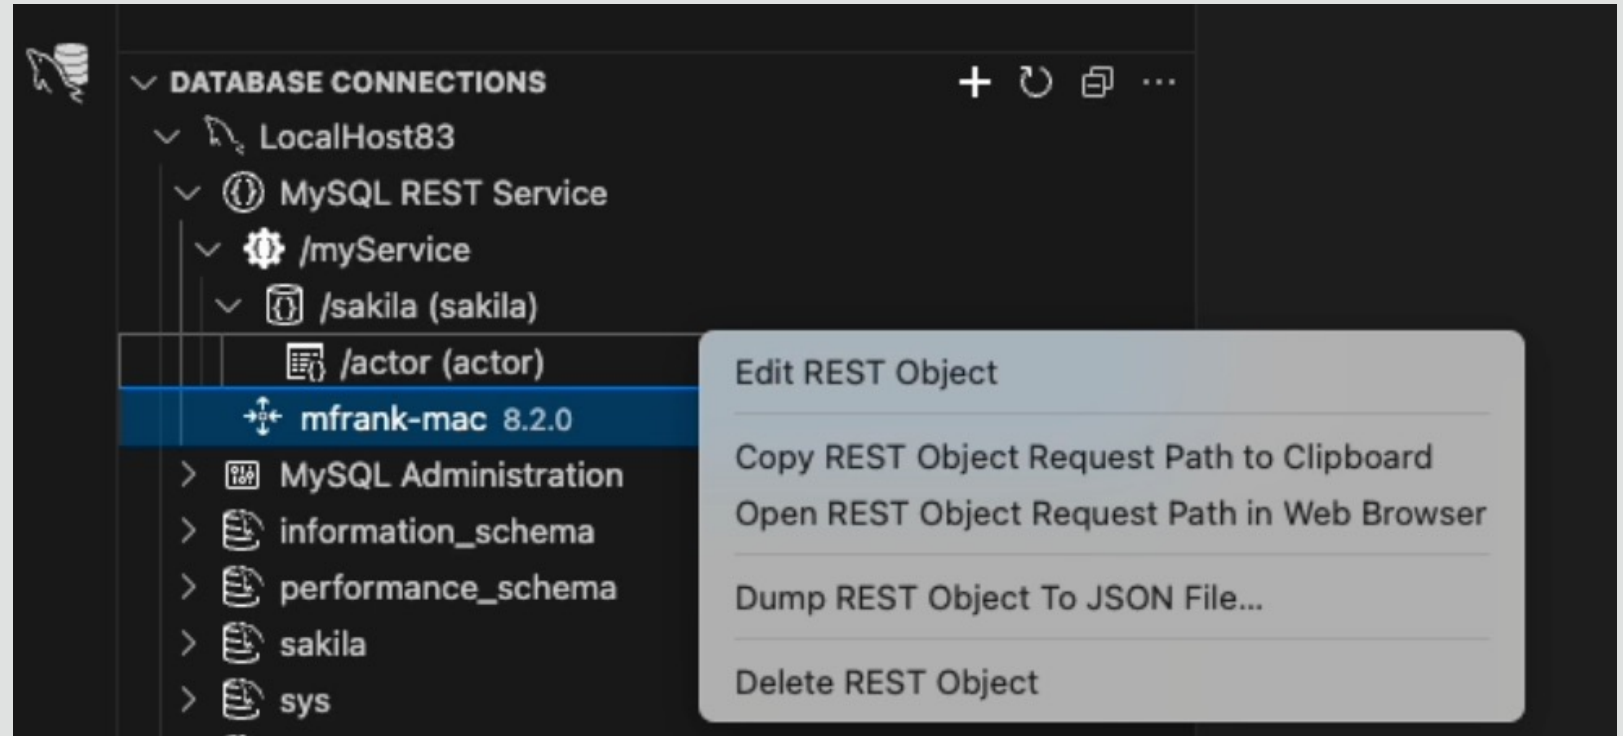 DATABASE CONNECTIONS
LocalHost83
MySQL REST Service
/myService
/sakila (sakila)
/actor (actor)
mfrank-mac 8.2.0
MySQL Administration
information_schema
performance_schema
sakila
sys
Edit REST Object
Copy REST Object Request Path to Clipboard
Open REST Object Request Path in Web Browser
Dump REST Object To JSON File...
Delete REST Object